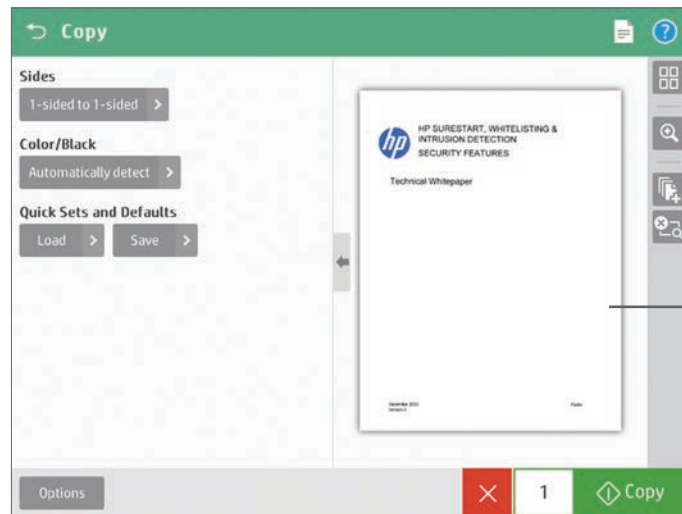 Copy
?
Sides
1-sided to 1-sided >
Color/Black
Automatically detect >
Quick Sets and Defaults
Load > Save >
hp
HP SURESTART, WHITELISTING &
INTRUSION DETECTION
SECURITY FEATURES
Technical Whitepaper
Options
1
Copy